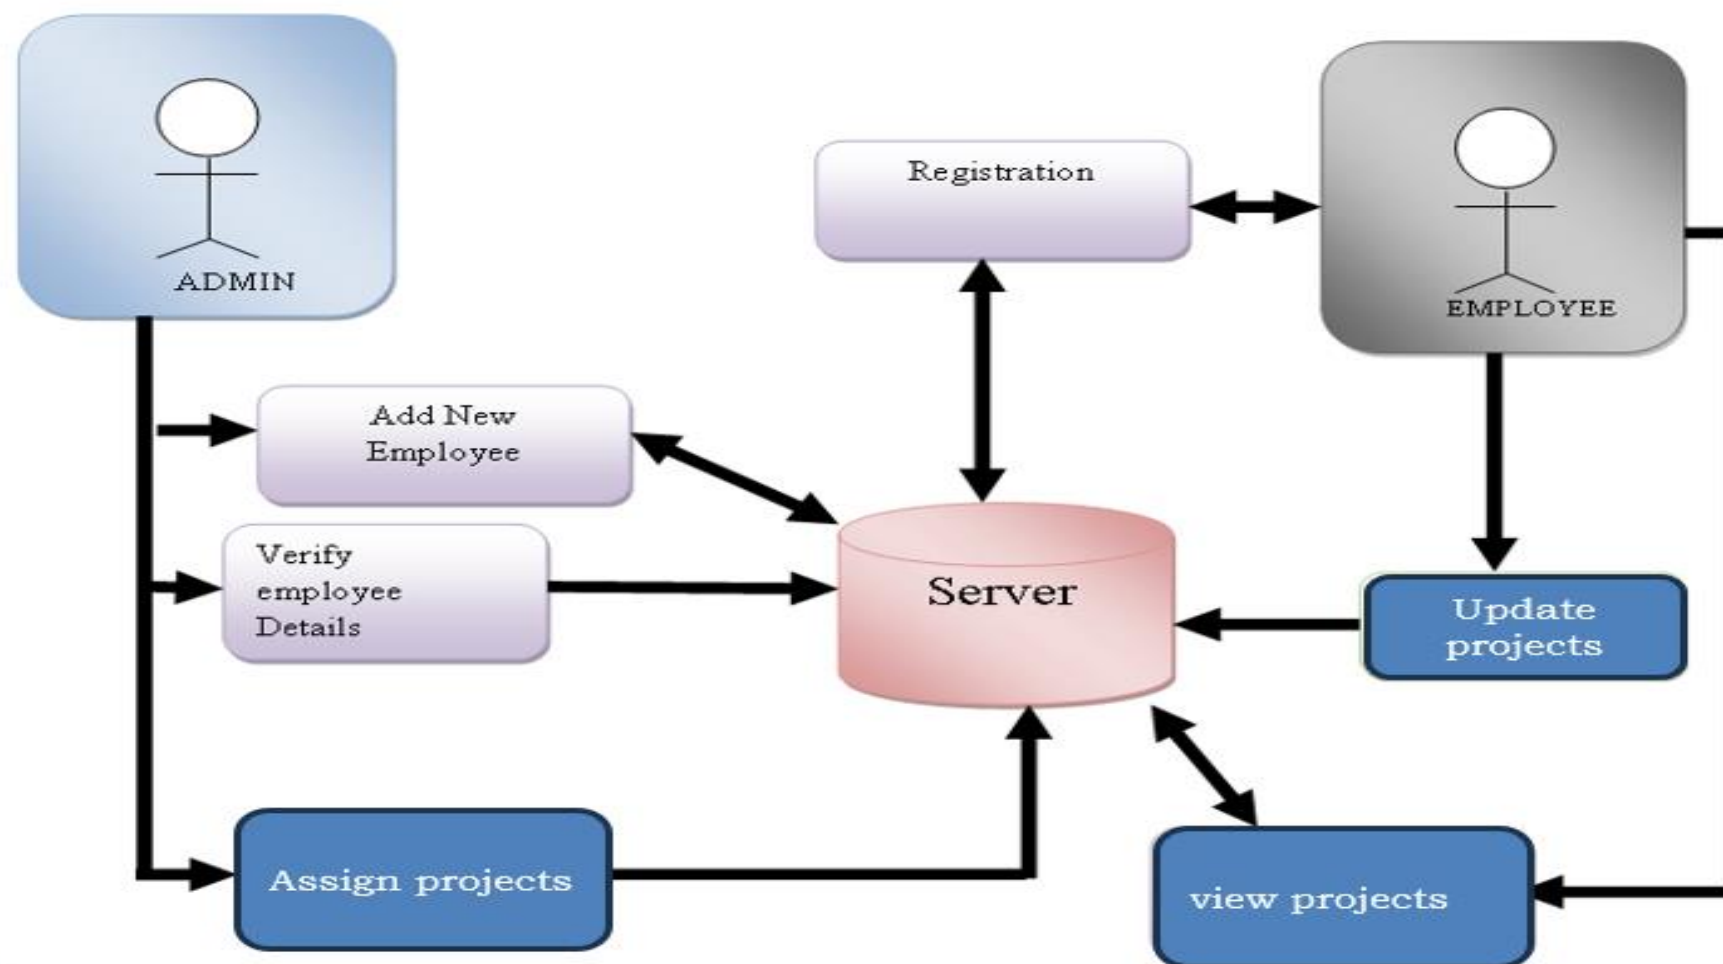 ADMIN
Registration
EMPLOYEE
Add New
Employee
Verify
employee
Details
Server
Update
projects
Assign projects
view projects